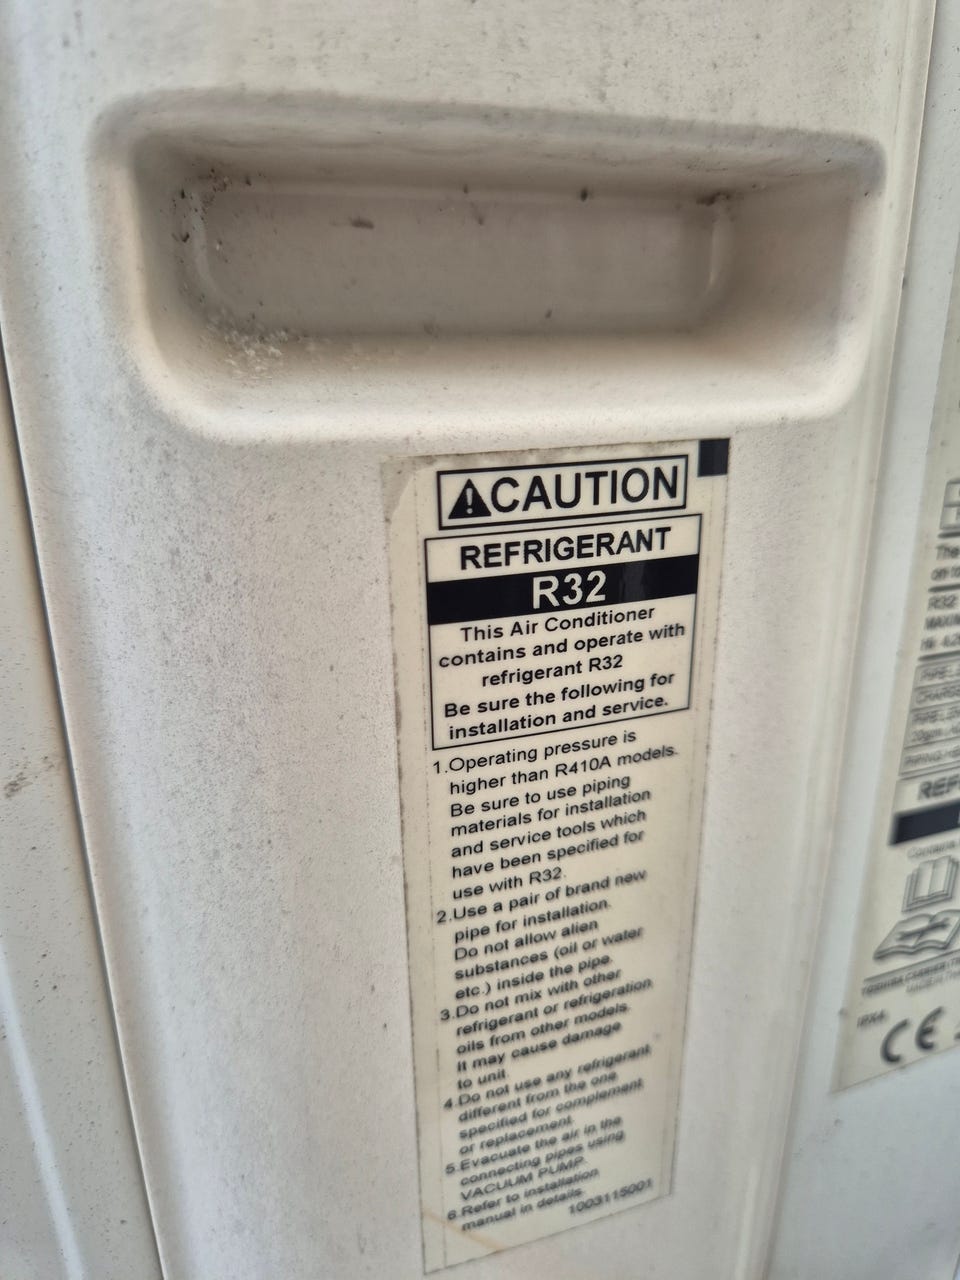 CAUTION
REFRIGERANT
R32
This Air Conditioner
contains and operate with
refrigerant R32
Be sure the following for
installation and service.
1.Operating pressure is
higher than R410A models.
Be sure to use piping
materials for installation
and service tools which
have been specified for
use with R32.
2.Use a pair of brand new
pipe for installation.
Do not allow alien
substances (oil or water
etc.) inside the pipe.
3.Do not mix with other
refrigerant or refrigeration
oils from other models.
It may cause damage
to unit.
4.Do not use any refrigerant
different from the one
specified for complement
or replacement.
5.Evacuate the air in the
connecting pipes using
VACUUM PUMP.
6.Refer to installation
manual in details.
1003115001
The
R32
REF
CE